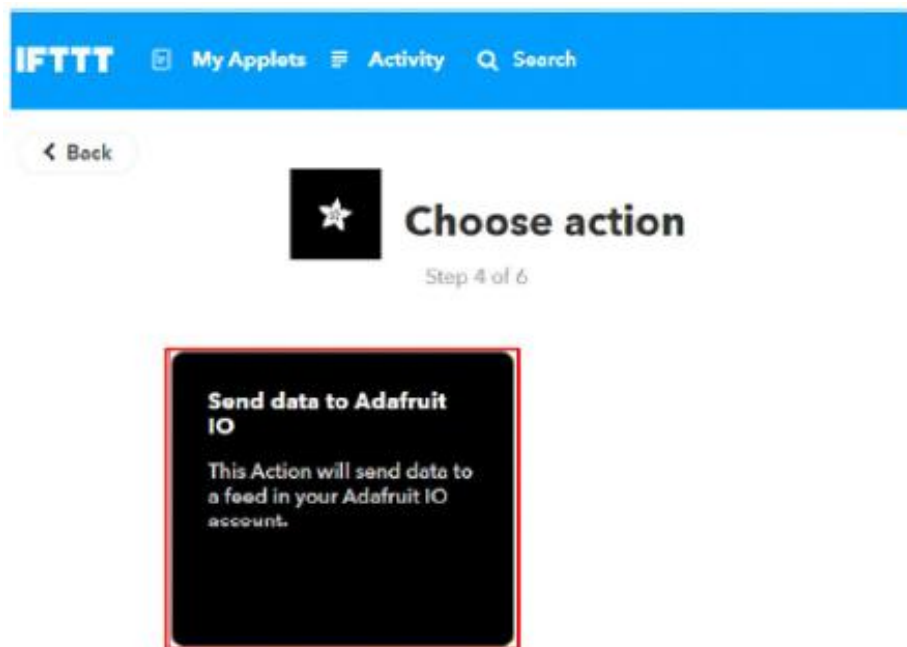 IFTTT My Applets Activity Search
Back
Choose action
Step 4 of 6
Send data to Adafruit
IO
This Action will send data to
a feed in your Adafruit IO
account.